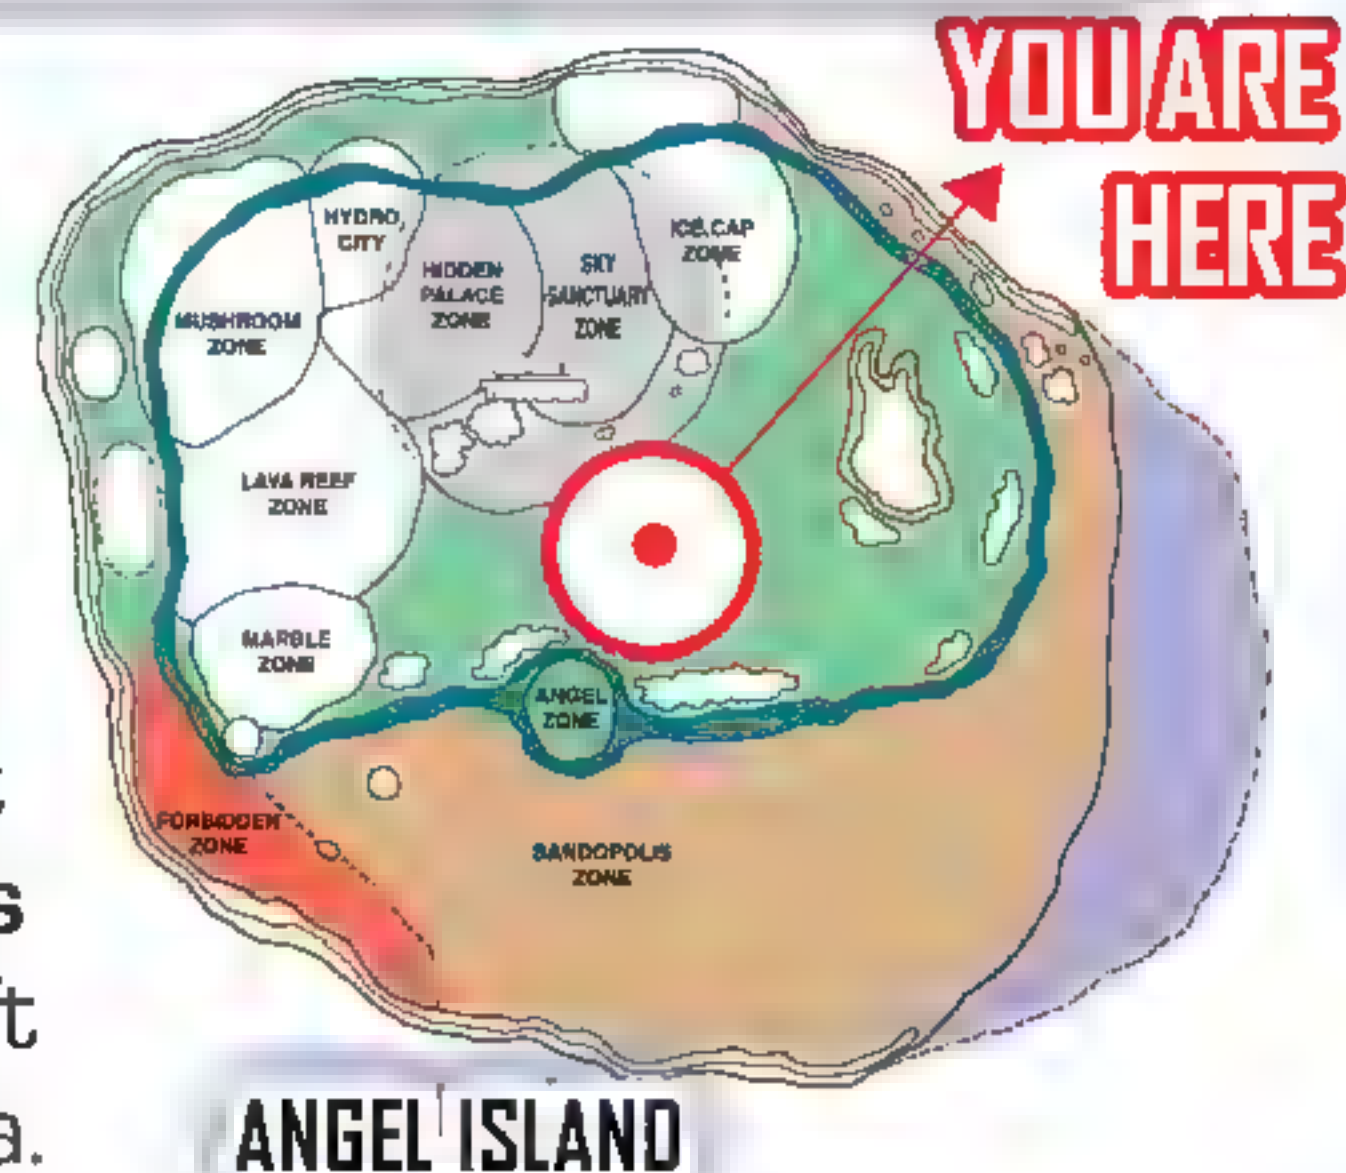 YOU ARE
HERE
HYDRO
CITY
ICE CAP
ZONE
HIDDEN
PALACE
ZONE
SKY
SANCTUARY
ZONE
MUSHROOM
ZONE
LAVA REEF
ZONE
MARBLE
ZONE
ANGEL
ZONE
FORBIDDEN
ZONE
SANDOPOLIS
ZONE
s
ft
a.
ANGEL ISLAND